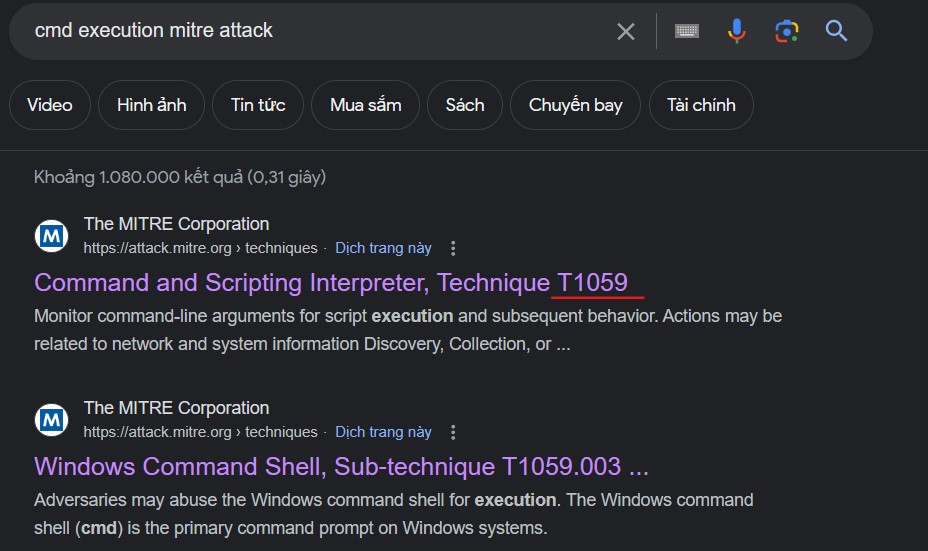 cmd execution mitre attack
Video
Hình ảnh
Tin tức
Mua sắm
Sách
Chuyến bay
Tài chính
Khoảng 1.080.000 kết quả (0,31 giây)
M
The MITRE Corporation
https://attack.mitre.org › techniques · Dịch trang này
Command and Scripting Interpreter, Technique T1059
Monitor command-line arguments for script execution and subsequent behavior. Actions may be
related to network and system information Discovery, Collection, or ...
M
The MITRE Corporation
https://attack.mitre.org › techniques · Dịch trang này
Windows Command Shell, Sub-technique T1059.003 ...
Adversaries may abuse the Windows command shell for execution. The Windows command
shell (cmd) is the primary command prompt on Windows systems.